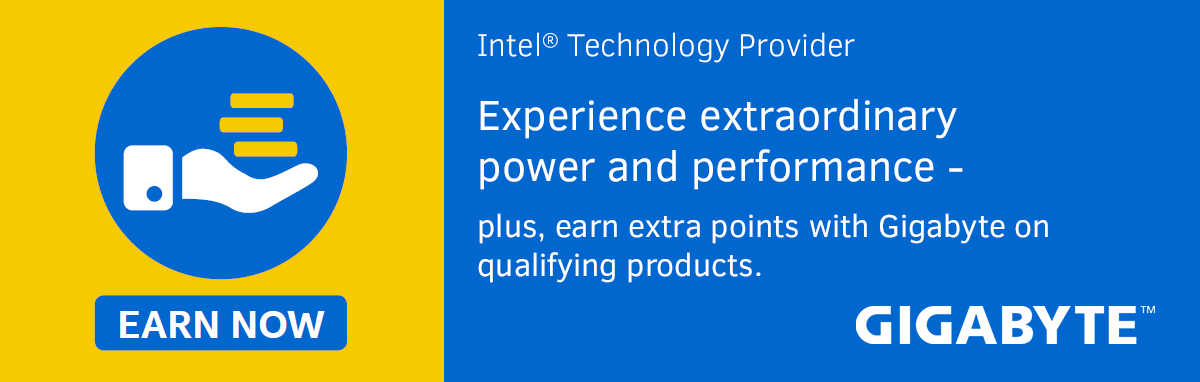 EARN NOW
Intel® Technology Provider
Experience extraordinary
power and performance -
plus, earn extra points with Gigabyte on
qualifying products.
GIGABYTE™